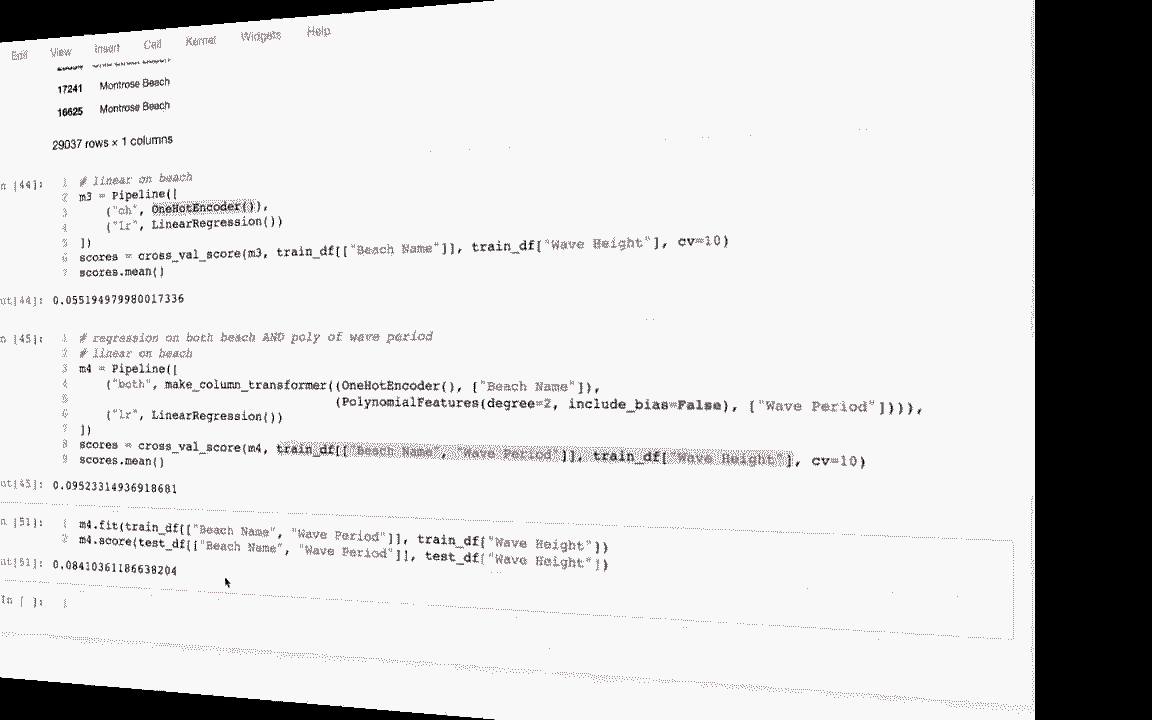 Edit View Insert Cell Kernel Widgets Help
17241 Montrose Beach
16625 Montrose Beach
29037 rows × 1 columns
n [44]:
1 # linear on beach
2 m3 = Pipeline([
3 ("oh", OneHotEncoder()),
4 ("lr", LinearRegression())
5 ])
6 scores = cross_val_score(m3, train_df[["Beach Name"]], train_df["Wave Height"], cv=10)
7 scores.mean()
ut[44]: 0.055194979980017336
n [45]:
1 # regression on both beach AND poly of wave period
2 # linear on beach
3 m4 = Pipeline([
4 ("both", make_column_transformer((OneHotEncoder(), ["Beach Name"]),
5 (PolynomialFeatures(degree=2, include_bias=False), ["Wave Period"]))),
6 ("lr", LinearRegression())
7 ])
8 scores = cross_val_score(m4, train_df[["Beach Name", "Wave Period"]], train_df["Wave Height"], cv=10)
9 scores.mean()
ut[45]: 0.09523314936918681
n [51]:
1 m4.fit(train_df[["Beach Name", "Wave Period"]], train_df["Wave Height"])
2 m4.score(test_df[["Beach Name", "Wave Period"]], test_df["Wave Height"])
ut[51]: 0.08410361186638204
In [ ]: 1